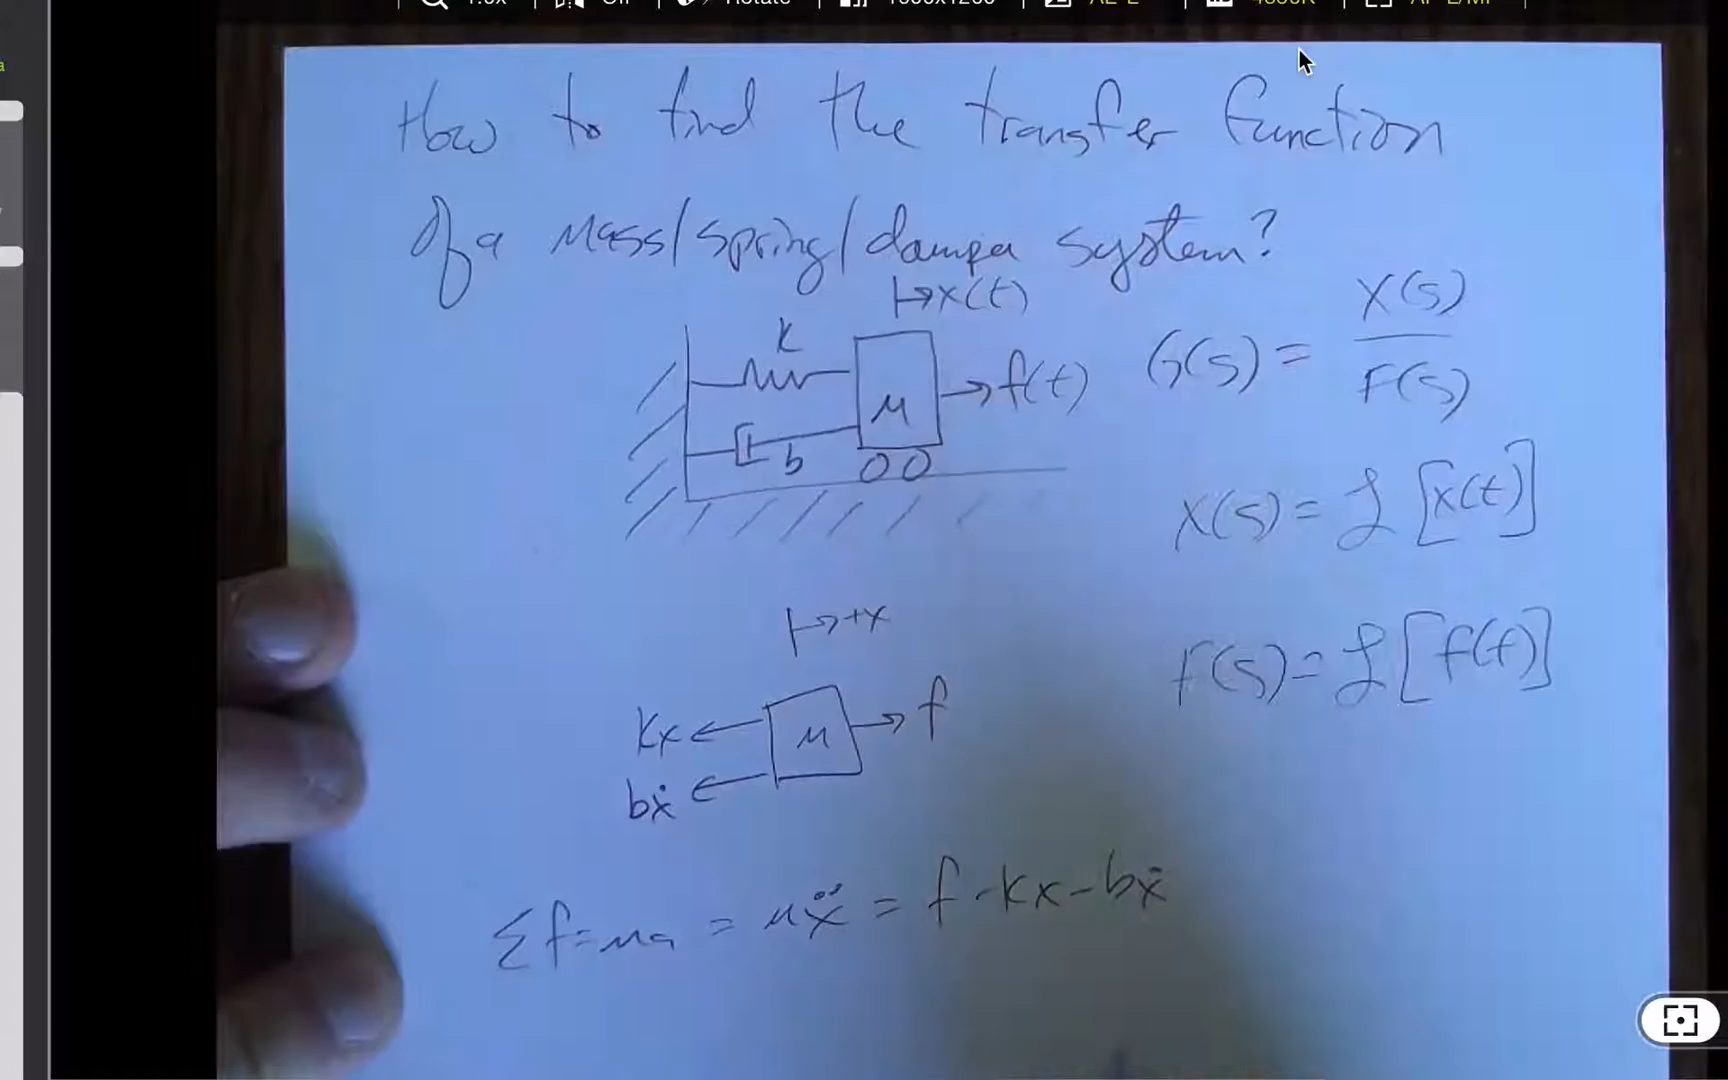 How to find the transfer function
of a mass/spring/damper system?
↦x(t)
K
M
→f(t)
b
G(s) = X(s) / F(s)
X(s) = ℒ [x(t)]
F(s) = ℒ [f(t)]
↦+x
Kx ← M → f
bẋ ←
Σf=ma = mẍ = f - Kx - bẋ